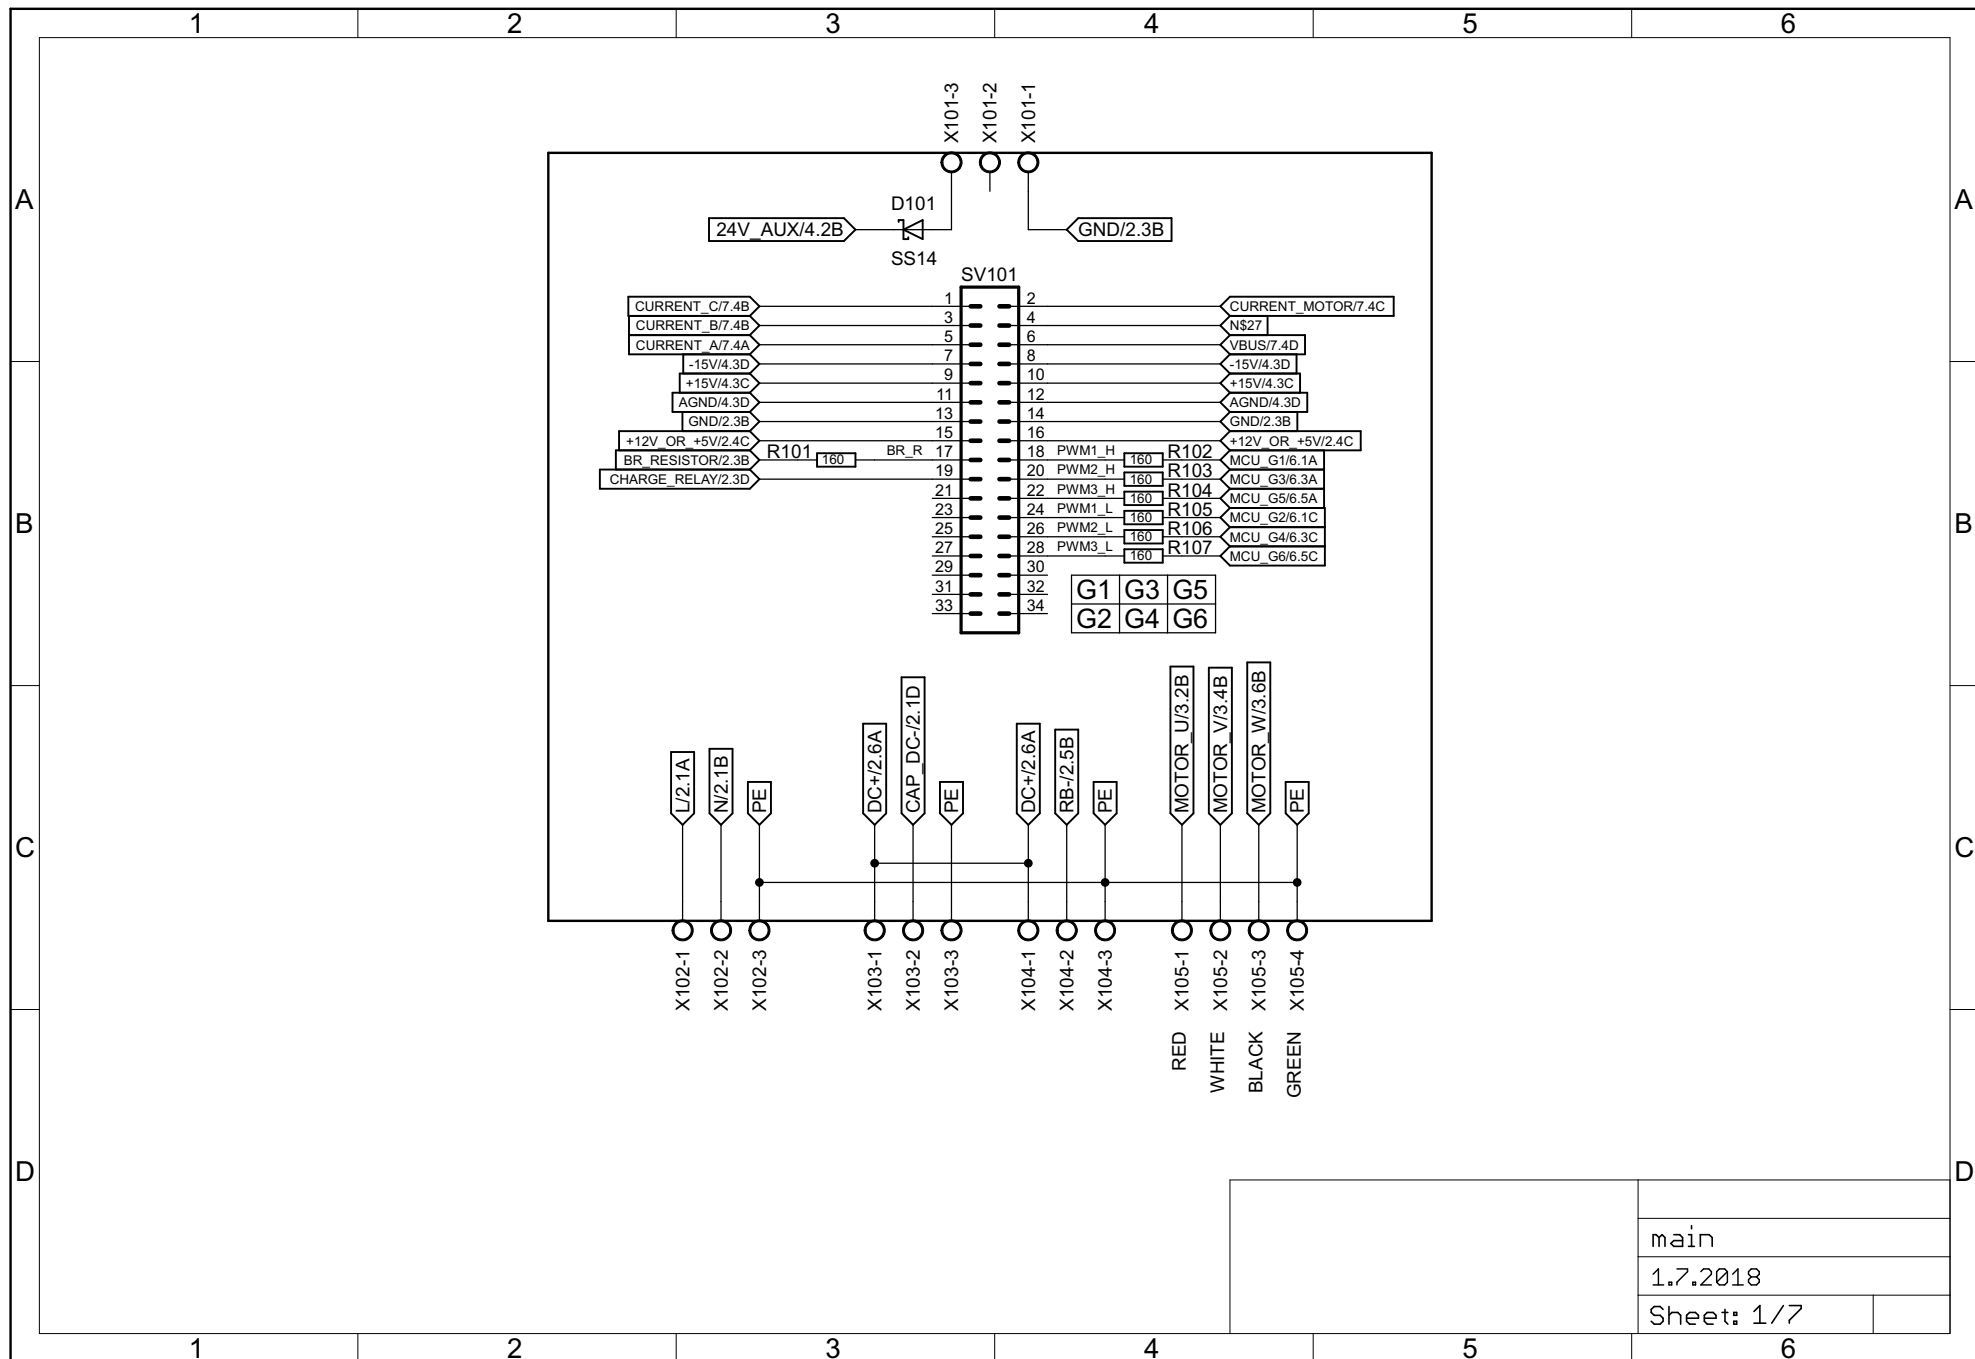 1 2 3 4 5 6
X101-3 X101-2 X101-1
A A
D101
24V_AUX/4.2B GND/2.3B
SS14
SV101
CURRENT_C/7.4B 1 2 CURRENT_MOTOR/7.4C
CURRENT_B/7.4B 3 4 N$27
CURRENT_A/7.4A 5 6 VBUS/7.4D
-15V/4.3D 7 8 -15V/4.3D
+15V/4.3C 9 10 +15V/4.3C
AGND/4.3D 11 12 AGND/4.3D
GND/2.3B 13 14 GND/2.3B
+12V_OR_+5V/2.4C 15 16 +12V_OR_+5V/2.4C
BR_RESISTOR/2.3B R101 160 BR_R 17 18 PWM1_H 160 R102 MCU_G1/6.1A
CHARGE_RELAY/2.3D 19 20 PWM2_H 160 R103 MCU_G3/6.3A
21 22 PWM3_H 160 R104 MCU_G5/6.5A
23 24 PWM1_L 160 R105 MCU_G2/6.1C
B B
25 26 PWM2_L 160 R106 MCU_G4/6.3C
27 28 PWM3_L 160 R107 MCU_G6/6.5C
29 30
31 32
33 34
G1 G3 G5
G2 G4 G6
L/2.1A N/2.1B PE DC+/2.6A CAP_DC-/2.1D PE DC+/2.6A RB-/2.5B PE MOTOR_U/3.2B MOTOR_V/3.4B MOTOR_W/3.6B PE
C C
X102-1 X102-2 X102-3 X103-1 X103-2 X103-3 X104-1 X104-2 X104-3 X105-1 X105-2 X105-3 X105-4
RED WHITE BLACK GREEN
D D
main
1.7.2018
Sheet: 1/7
1 2 3 4 5 6